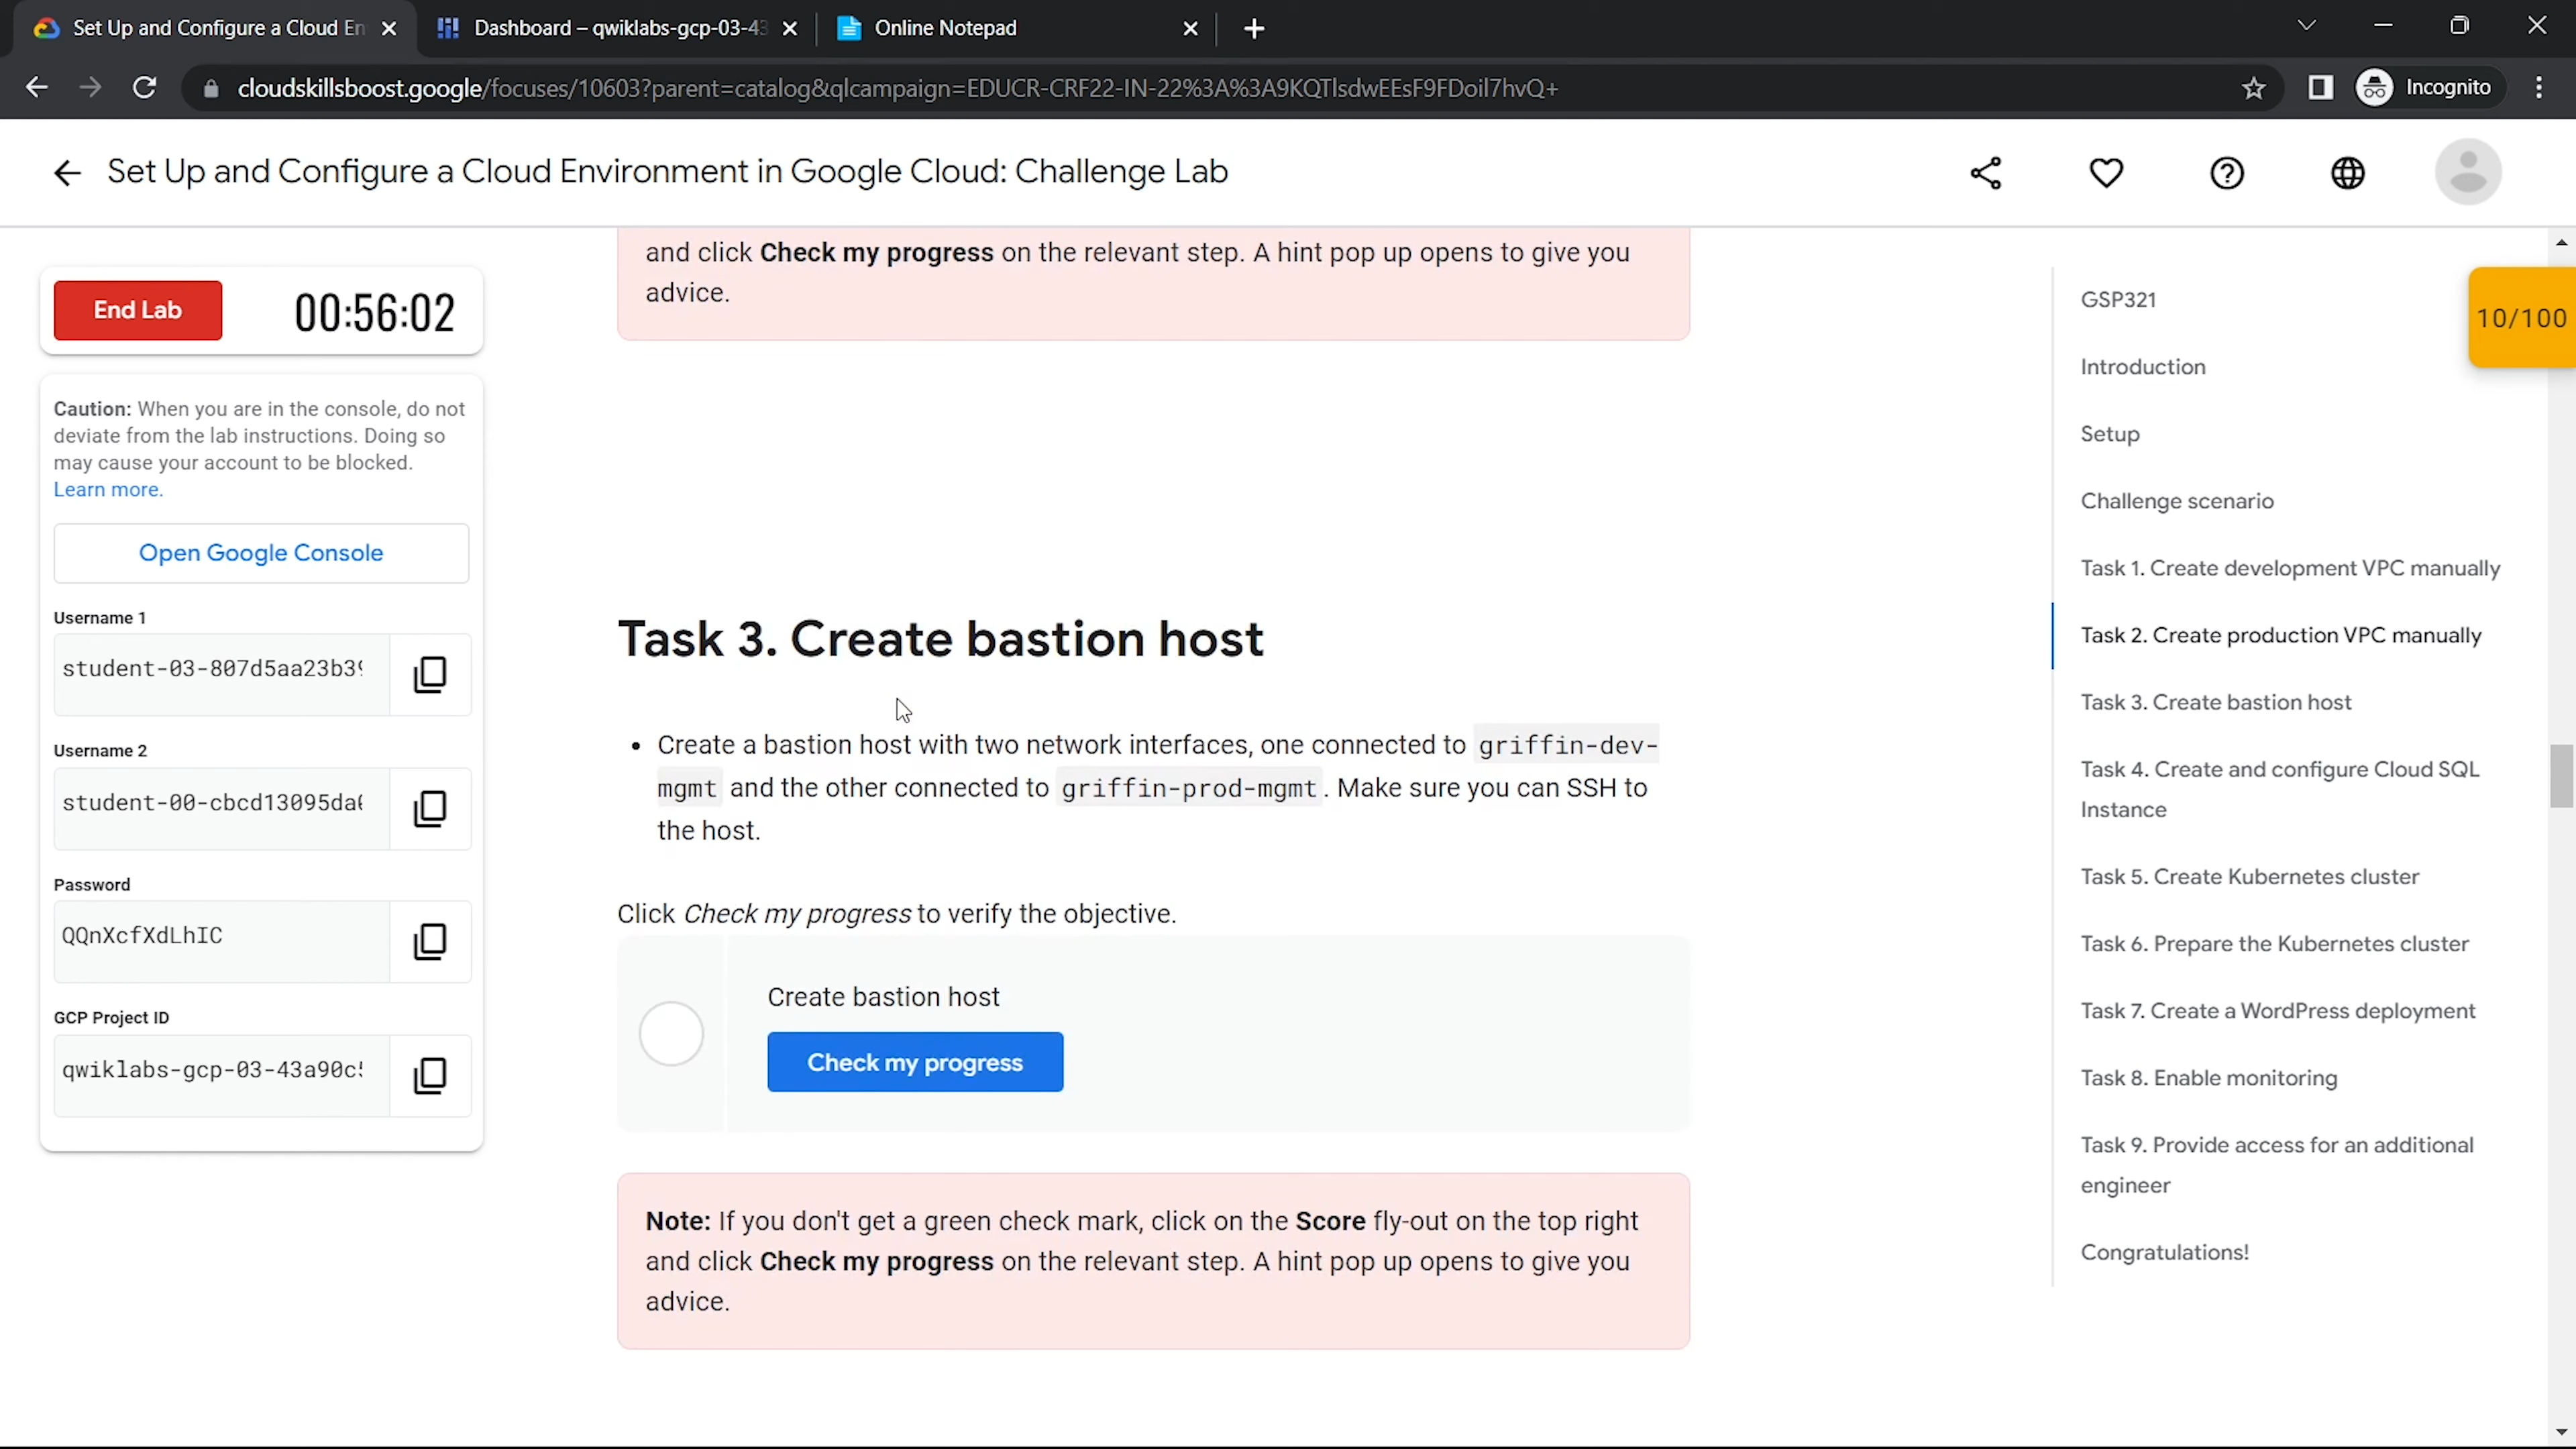 Set Up and Configure a Cloud En
Dashboard – qwiklabs-gcp-03-43
Online Notepad
cloudskillsboost.google/focuses/10603?parent=catalog&qlcampaign=EDUCR-CRF22-IN-22%3A%3A9KQTlsdwEEsF9FDoil7hvQ+
Incognito
Set Up and Configure a Cloud Environment in Google Cloud: Challenge Lab
End Lab
00:56:02
Caution: When you are in the console, do not
deviate from the lab instructions. Doing so
may cause your account to be blocked.
Learn more.
Open Google Console
Username 1
student-03-807d5aa23b39
Username 2
student-00-cbcd13095da
Password
QQnXcfXdLhIC
GCP Project ID
qwiklabs-gcp-03-43a90c
and click Check my progress on the relevant step. A hint pop up opens to give you
advice.
Task 3. Create bastion host
• Create a bastion host with two network interfaces, one connected to griffin-dev-
mgmt and the other connected to griffin-prod-mgmt. Make sure you can SSH to
the host.
Click Check my progress to verify the objective.
Create bastion host
Check my progress
Note: If you don't get a green check mark, click on the Score fly-out on the top right
and click Check my progress on the relevant step. A hint pop up opens to give you
advice.
GSP321
Introduction
Setup
Challenge scenario
Task 1. Create development VPC manually
Task 2. Create production VPC manually
Task 3. Create bastion host
Task 4. Create and configure Cloud SQL
Instance
Task 5. Create Kubernetes cluster
Task 6. Prepare the Kubernetes cluster
Task 7. Create a WordPress deployment
Task 8. Enable monitoring
Task 9. Provide access for an additional
engineer
Congratulations!
10/100